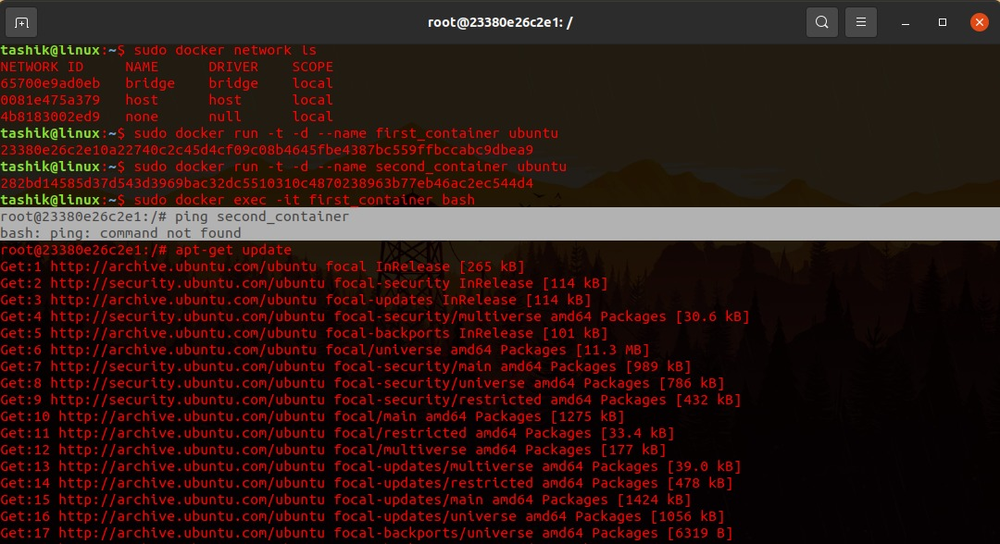 root@23380e26c2e1: /
tashik@linux:~$ sudo docker network ls
NETWORK ID     NAME      DRIVER    SCOPE
65700e9ad0eb   bridge    bridge    local
0081e475a379   host      host      local
4b8183002ed9   none      null      local
tashik@linux:~$ sudo docker run -t -d --name first_container ubuntu
23380e26c2e10a22740c2c45d4cf09c08b4645fbe4387bc559ffbccabc9dbea9
tashik@linux:~$ sudo docker run -t -d --name second_container ubuntu
282bd14585d37d543d3969bac32dc5510310c4870238963b77eb46ac2ec544d4
tashik@linux:~$ sudo docker exec -it first_container bash
root@23380e26c2e1:/# ping second_container
bash: ping: command not found
root@23380e26c2e1:/# apt-get update
Get:1 http://archive.ubuntu.com/ubuntu focal InRelease [265 kB]
Get:2 http://security.ubuntu.com/ubuntu focal-security InRelease [114 kB]
Get:3 http://archive.ubuntu.com/ubuntu focal-updates InRelease [114 kB]
Get:4 http://security.ubuntu.com/ubuntu focal-security/multiverse amd64 Packages [30.6 kB]
Get:5 http://archive.ubuntu.com/ubuntu focal-backports InRelease [101 kB]
Get:6 http://archive.ubuntu.com/ubuntu focal/universe amd64 Packages [11.3 MB]
Get:7 http://security.ubuntu.com/ubuntu focal-security/main amd64 Packages [989 kB]
Get:8 http://security.ubuntu.com/ubuntu focal-security/universe amd64 Packages [786 kB]
Get:9 http://security.ubuntu.com/ubuntu focal-security/restricted amd64 Packages [432 kB]
Get:10 http://archive.ubuntu.com/ubuntu focal/main amd64 Packages [1275 kB]
Get:11 http://archive.ubuntu.com/ubuntu focal/restricted amd64 Packages [33.4 kB]
Get:12 http://archive.ubuntu.com/ubuntu focal/multiverse amd64 Packages [177 kB]
Get:13 http://archive.ubuntu.com/ubuntu focal-updates/multiverse amd64 Packages [39.0 kB]
Get:14 http://archive.ubuntu.com/ubuntu focal-updates/restricted amd64 Packages [478 kB]
Get:15 http://archive.ubuntu.com/ubuntu focal-updates/main amd64 Packages [1424 kB]
Get:16 http://archive.ubuntu.com/ubuntu focal-updates/universe amd64 Packages [1056 kB]
Get:17 http://archive.ubuntu.com/ubuntu focal-backports/universe amd64 Packages [6319 B]